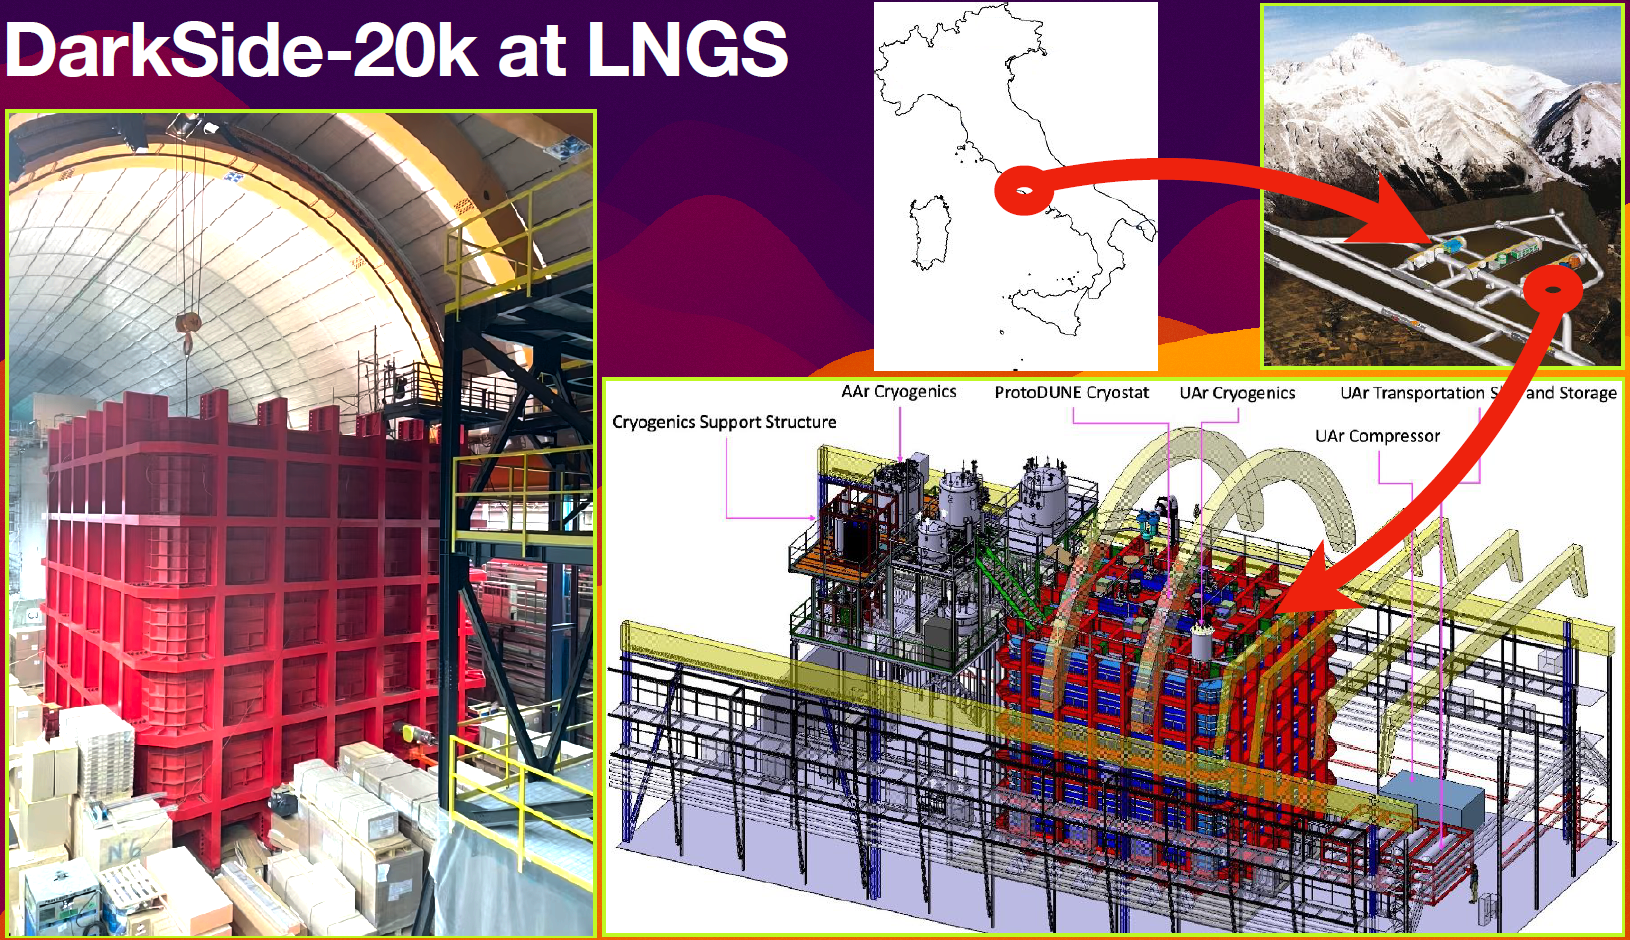 DarkSide-20k at LNGS
AAr Cryogenics
ProtoDUNE Cryostat
UAr Cryogenics
UAr Transportation and Storage
Cryogenics Support Structure
UAr Compressor
N6